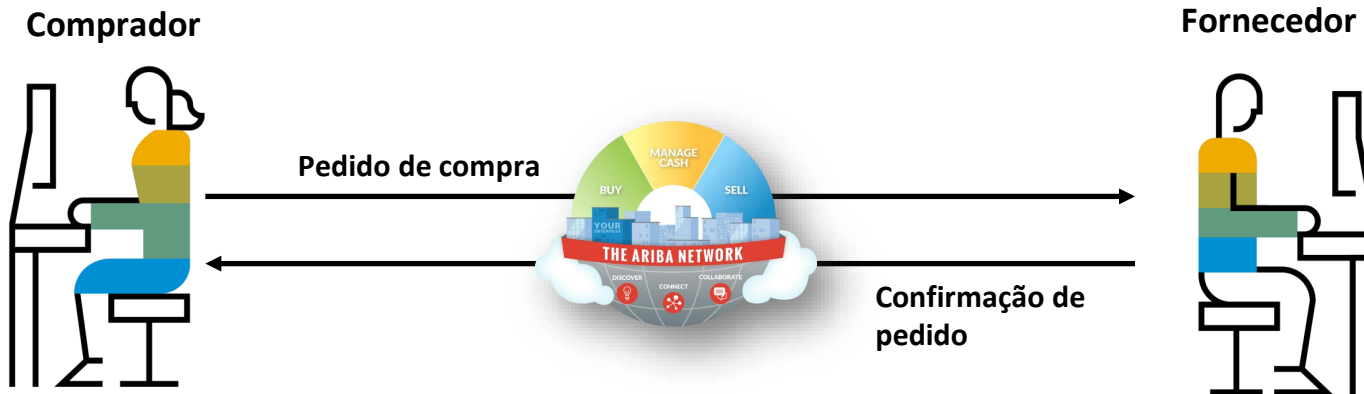 Comprador
Fornecedor
Pedido de compra
MANAGE
CASH
BUY
SELL
YOUR
ENTERPRISE
THE ARIBA NETWORK
DISCOVER
CONNECT
COLLABORATE
Confirmação de
pedido